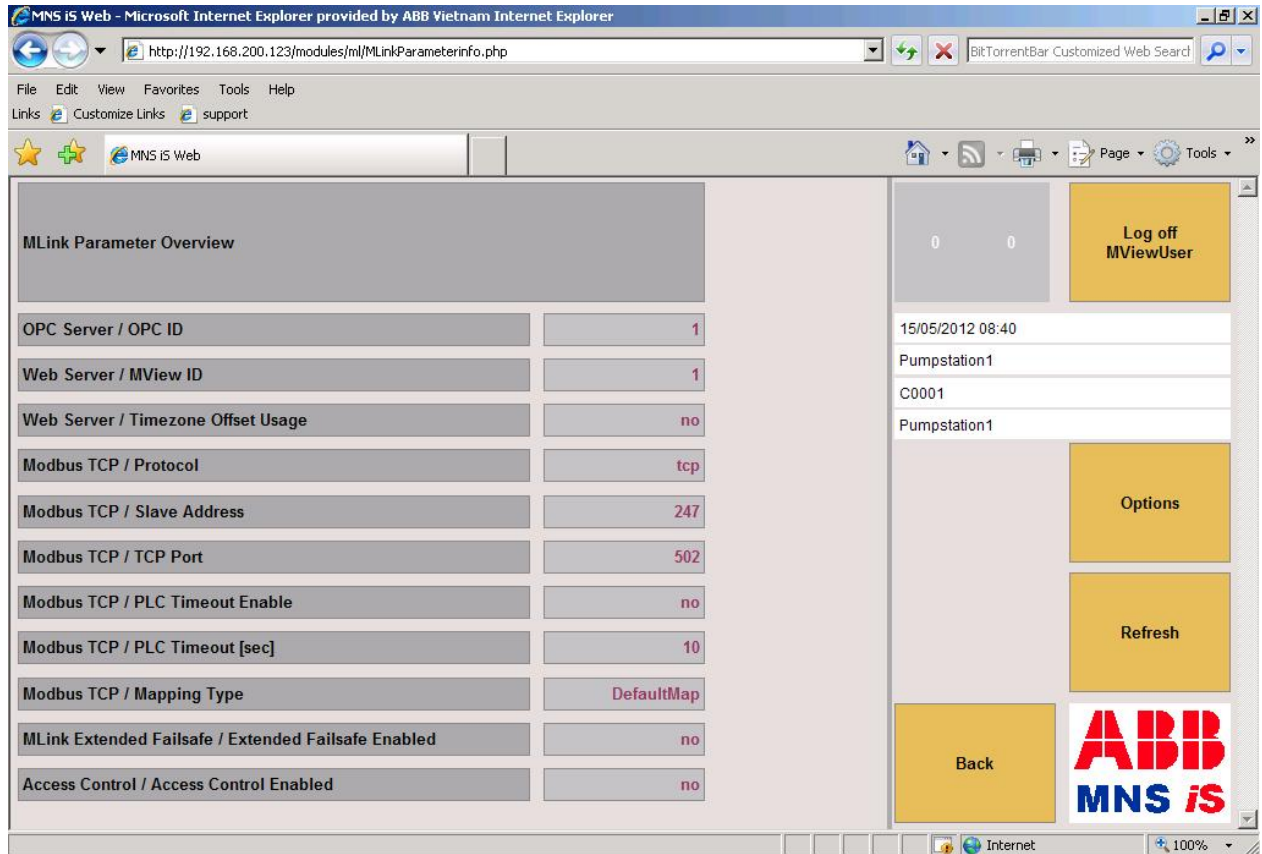 MNS iS Web - Microsoft Internet Explorer provided by ABB Vietnam Internet Explorer
http://192.168.200.123/modules/ml/MLinkParameterinfo.php
BitTorrentBar Customized Web Search
File Edit View Favorites Tools Help
Links Customize Links support
MNS iS Web
Page Tools
MLink Parameter Overview
0 0
Log off
MViewUser
OPC Server / OPC ID 1
Web Server / MView ID 1
Web Server / Timezone Offset Usage no
Modbus TCP / Protocol tcp
Modbus TCP / Slave Address 247
Modbus TCP / TCP Port 502
Modbus TCP / PLC Timeout Enable no
Modbus TCP / PLC Timeout [sec] 10
Modbus TCP / Mapping Type DefaultMap
MLink Extended Failsafe / Extended Failsafe Enabled no
Access Control / Access Control Enabled no
15/05/2012 08:40
Pumpstation1
C0001
Pumpstation1
Options
Refresh
Back
ABB
MNS iS
Internet
100%